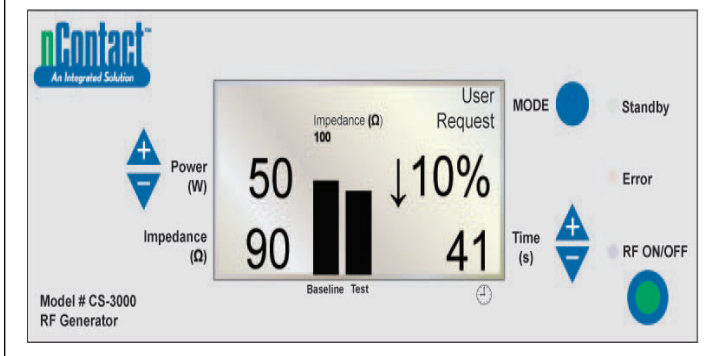 nContact™
An Integrated Solution
User
Request
MODE
Standby
Impedance (Ω)
100
+
Power
(W)
50
↓10%
Error
−
Impedance
(Ω)
90
41
Time
(s)
+
−
RF ON/OFF
Baseline Test
Model # CS-3000
RF Generator